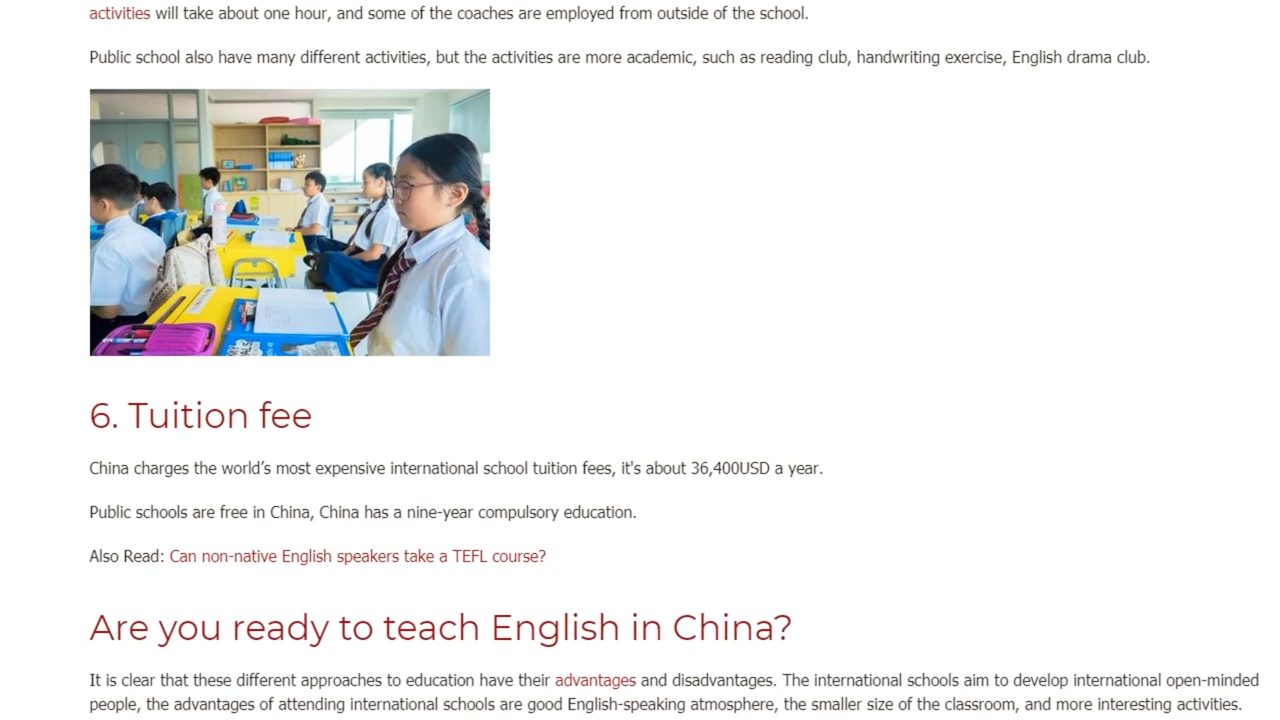 activities will take about one hour, and some of the coaches are employed from outside of the school.
Public school also have many different activities, but the activities are more academic, such as reading club, handwriting exercise, English drama club.
6. Tuition fee
China charges the world’s most expensive international school tuition fees, it's about 36,400USD a year.
Public schools are free in China, China has a nine-year compulsory education.
Also Read: Can non-native English speakers take a TEFL course?
Are you ready to teach English in China?
It is clear that these different approaches to education have their advantages and disadvantages. The international schools aim to develop international open-minded
people, the advantages of attending international schools are good English-speaking atmosphere, the smaller size of the classroom, and more interesting activities.